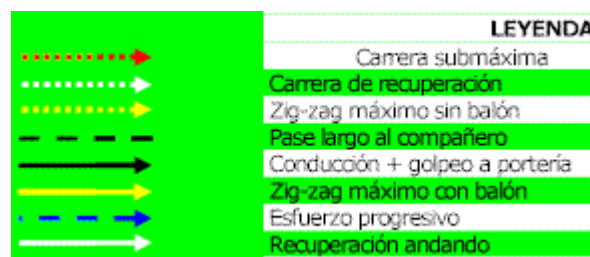 LEYENDA
Carrera submáxima
Carrera de recuperación
Zig-zag máximo sin balón
Pase largo al compañero
Conducción + golpeo a portería
Zig-zag máximo con balón
Esfuerzo progresivo
Recuperación andando